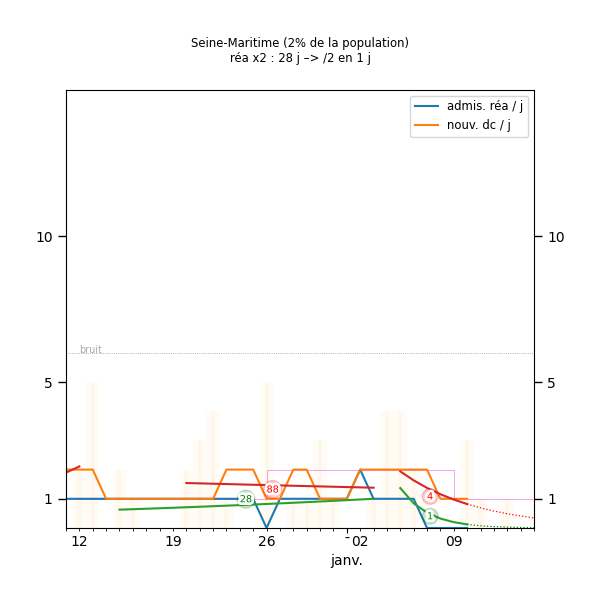 Seine-Maritime (2% de la population)
réa x2 : 28 j –> /2 en 1 j
admis. réa / j
nouv. dc / j
10 10
bruit
5 5
88
28
4
1 1
1
12 19 26 02 09
janv.